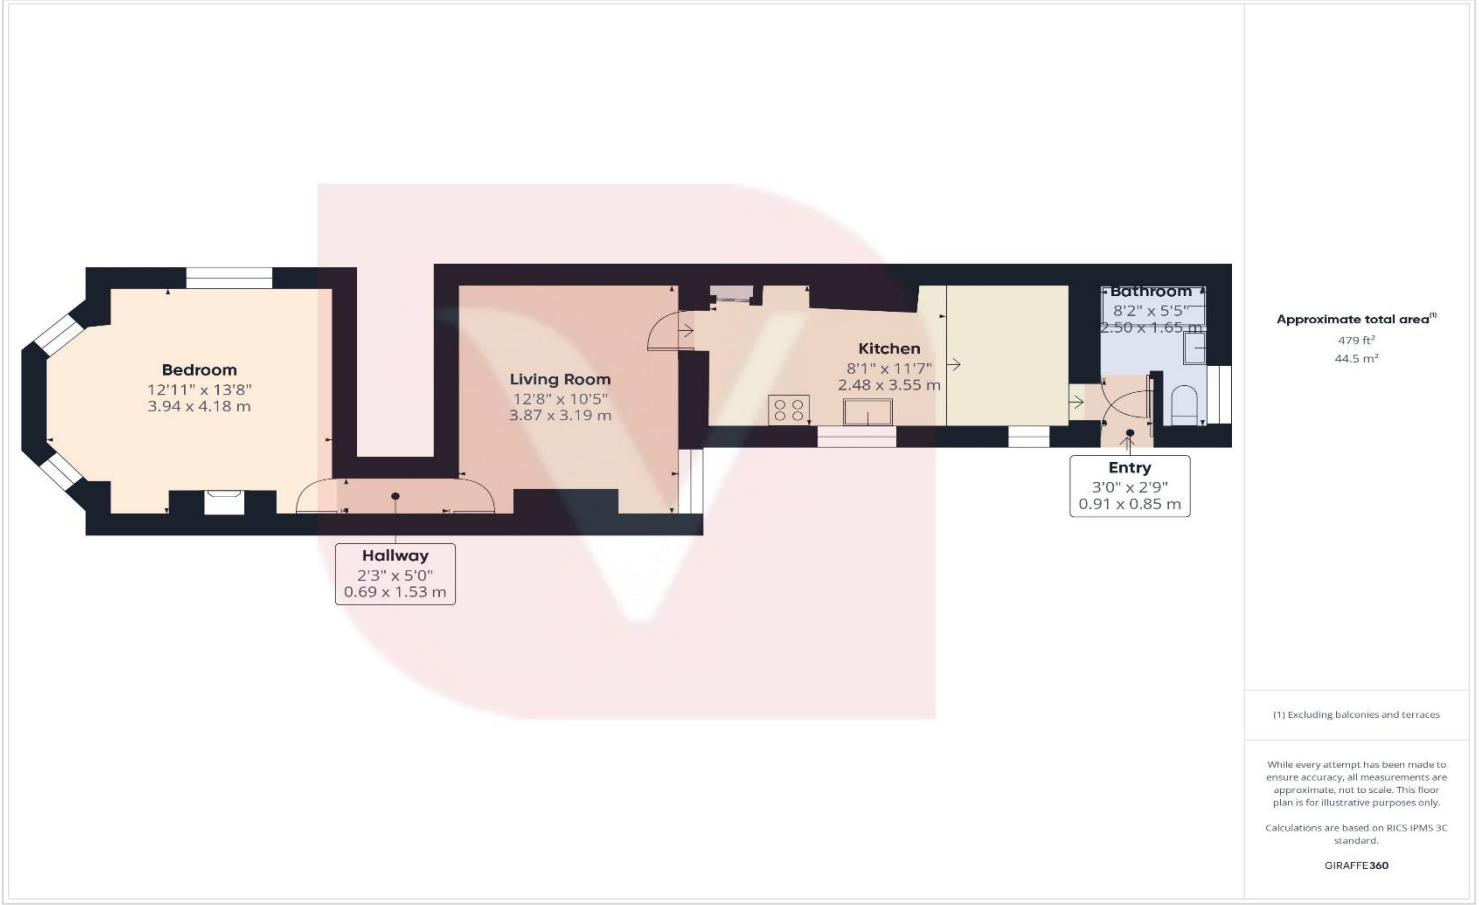 Bedroom
12'11" x 13'8"
3.94 x 4.18 m
Living Room
12'8" x 10'5"
3.87 x 3.19 m
Kitchen
8'1" x 11'7"
2.48 x 3.55 m
Bathroom
8'2" x 5'5"
2.50 x 1.65 m
Entry
3'0" x 2'9"
0.91 x 0.85 m
Hallway
2'3" x 5'0"
0.69 x 1.53 m
Approximate total area(1)
479 ft²
44.5 m²
(1) Excluding balconies and terraces
While every attempt has been made to
ensure accuracy, all measurements are
approximate, not to scale. This floor
plan is for illustrative purposes only.
Calculations are based on RICS IPMS 3C
standard.
GIRAFFE360